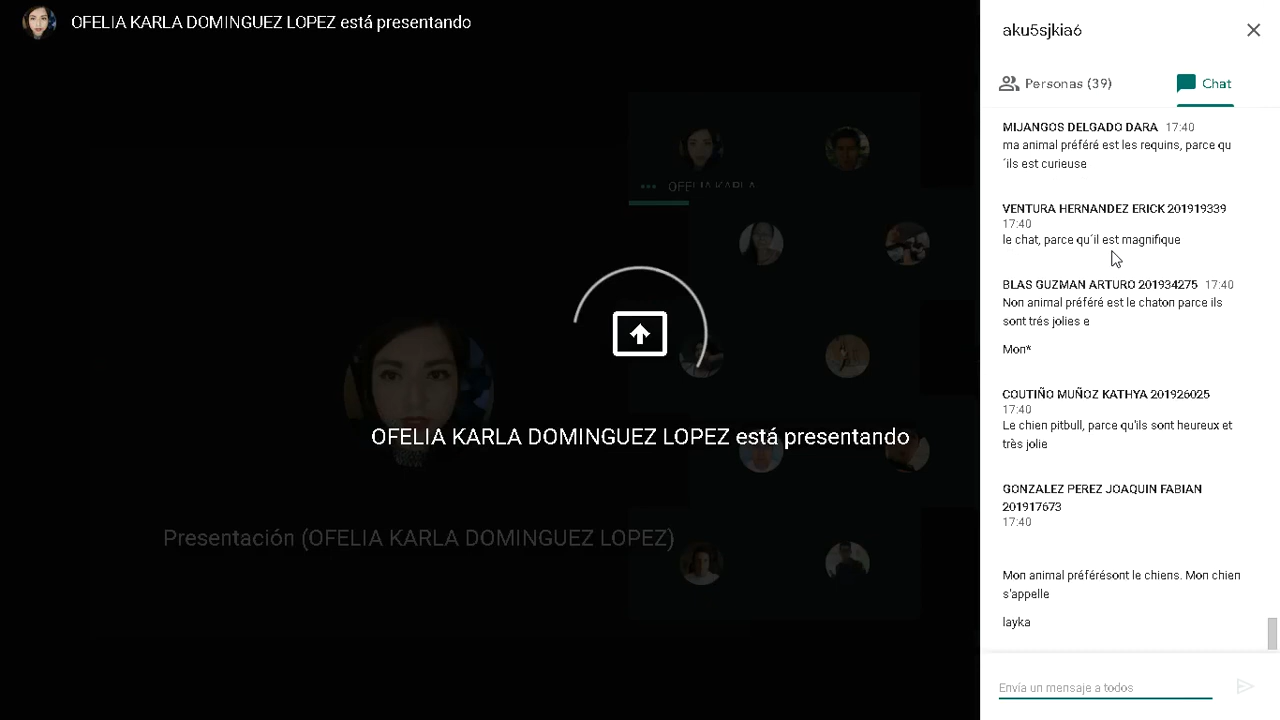 OFELIA KARLA DOMINGUEZ LOPEZ está presentando
OFELIA KARLA
OFELIA KARLA DOMINGUEZ LOPEZ está presentando
Presentación (OFELIA KARLA DOMINGUEZ LOPEZ)
aku5sjkia6
Personas (39)
Chat
MIJANGOS DELGADO DARA 17:40
ma animal préféré est les requins, parce qu
´ils est curieuse
VENTURA HERNANDEZ ERICK 201919339
17:40
le chat, parce qu´il est magnifique
BLAS GUZMAN ARTURO 201934275 17:40
Non animal préféré est le chaton parce ils
sont trés jolies e
Mon*
COUTIÑO MUÑOZ KATHYA 201926025
17:40
Le chien pitbull, parce qu'ils sont heureux et
très jolie
GONZALEZ PEREZ JOAQUIN FABIAN
201917673
17:40
Mon animal préférésont le chiens. Mon chien
s'appelle
layka
Envía un mensaje a todos